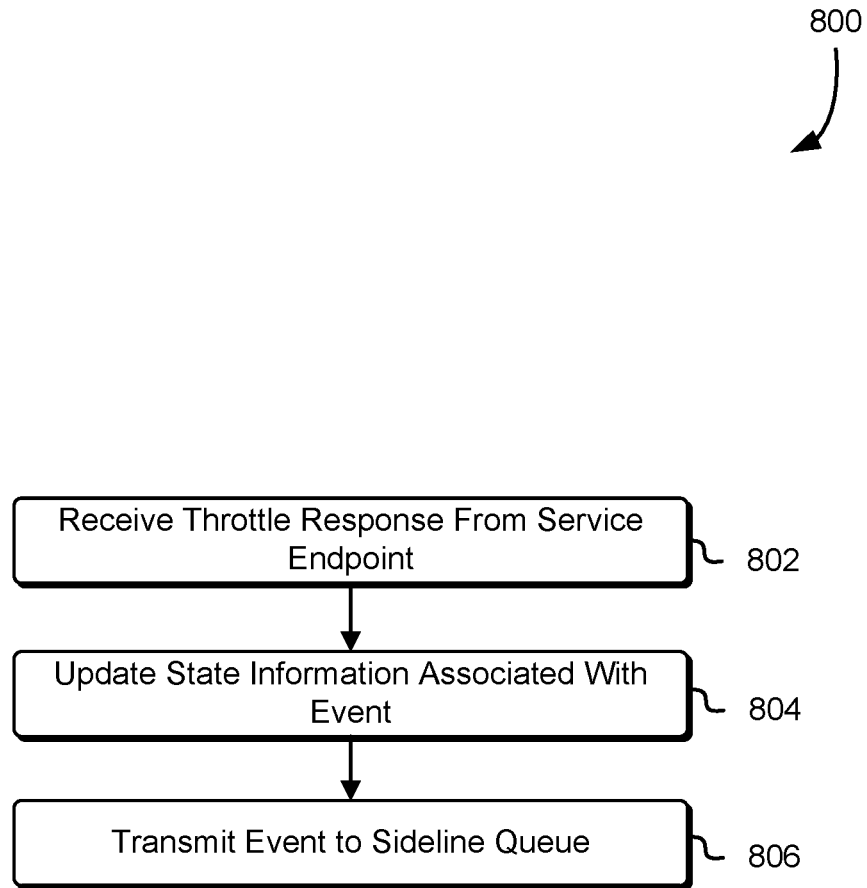 800
Receive Throttle Response From Service
Endpoint
802
Update State Information Associated With
Event
804
Transmit Event to Sideline Queue
806